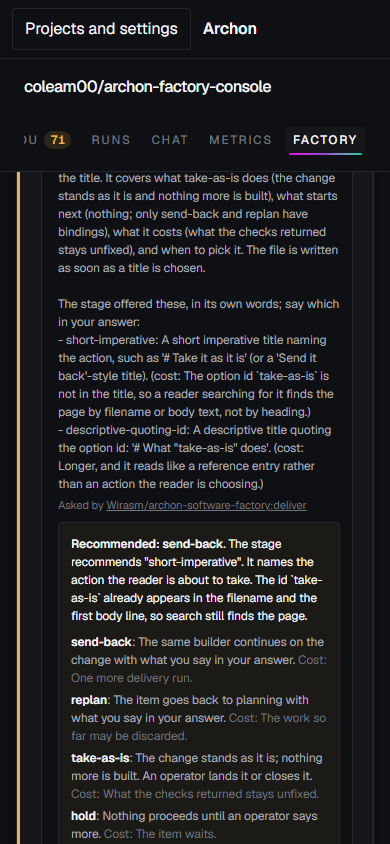 Projects and settings
Archon
coleam00/archon-factory-console
OU 71 RUNS CHAT METRICS FACTORY
the title. It covers what take-as-is does (the change
stands as it is and nothing more is built), what starts
next (nothing; only send-back and replan have
bindings), what it costs (what the checks returned
stays unfixed), and when to pick it. The file is written
as soon as a title is chosen.
The stage offered these, in its own words; say which
in your answer:
- short-imperative: A short imperative title naming
the action, such as '# Take it as it is' (or a 'Send it
back'-style title). (cost: The option id `take-as-is` is
not in the title, so a reader searching for it finds the
page by filename or body text, not by heading.)
- descriptive-quoting-id: A descriptive title quoting
the option id: '# What "take-as-is" does'. (cost:
Longer, and it reads like a reference entry rather
than an action the reader is choosing.)
Asked by Wirasm/archon-software-factory:deliver
Recommended: send-back. The stage
recommends "short-imperative". It names the
action the reader is about to take. The id `take-
as-is` already appears in the filename and the
first body line, so search still finds the page.
send-back: The same builder continues on the
change with what you say in your answer. Cost:
One more delivery run.
replan: The item goes back to planning with
what you say in your answer. Cost: The work so
far may be discarded.
take-as-is: The change stands as it is; nothing
more is built. An operator lands it or closes it.
Cost: What the checks returned stays unfixed.
hold: Nothing proceeds until an operator says
more. Cost: The item waits.